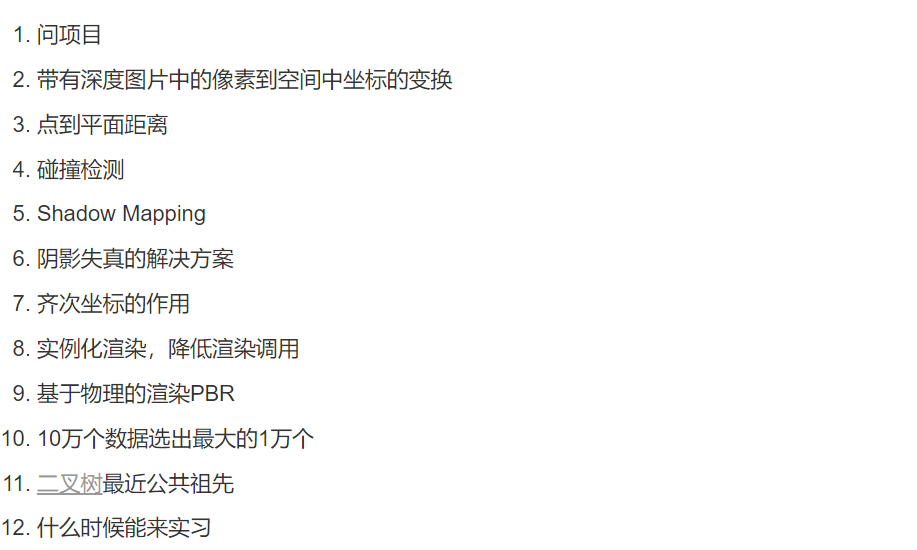 1. 问项目
2. 带有深度图片中的像素到空间中坐标的变换
3. 点到平面距离
4. 碰撞检测
5. Shadow Mapping
6. 阴影失真的解决方案
7. 齐次坐标的作用
8. 实例化渲染，降低渲染调用
9. 基于物理的渲染PBR
10. 10万个数据选出最大的1万个
11. 二叉树最近公共祖先
12. 什么时候能来实习